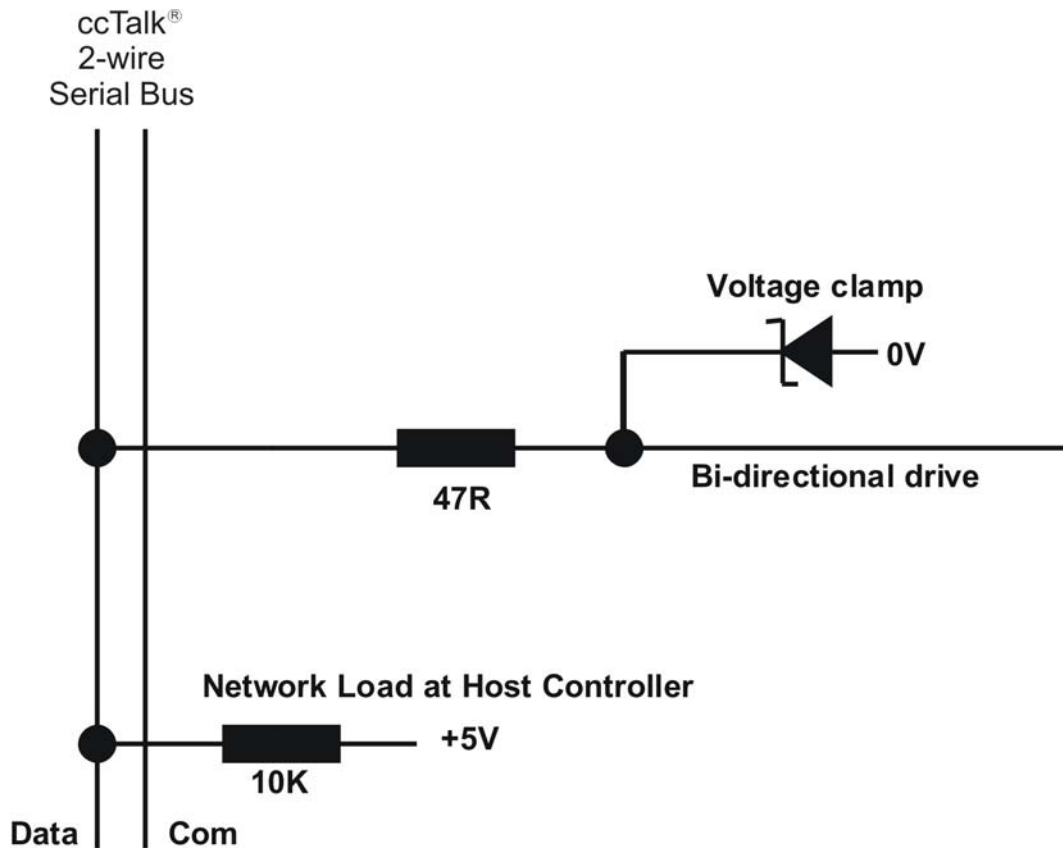 ccTalk®
2-wire
Serial Bus
Voltage clamp
0V
47R
Bi-directional drive
Network Load at Host Controller
+5V
10K
Data
Com